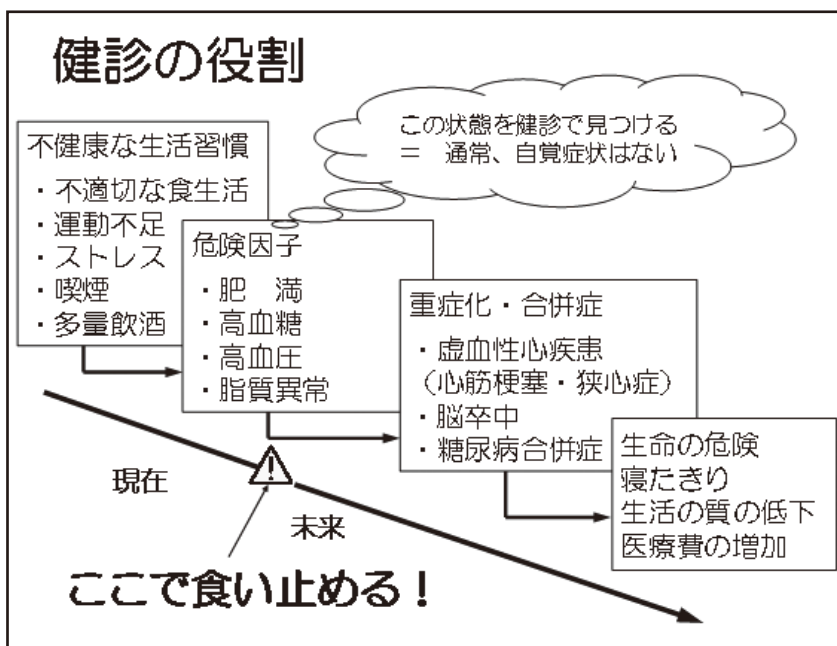 健診の役割
この状態を健診で見つける
＝　通常、自覚症状はない
不健康な生活習慣
・不適切な食生活
・運動不足
・ストレス
・喫煙
・多量飲酒
危険因子
・肥　満
・高血糖
・高血圧
・脂質異常
重症化・合併症
・虚血性心疾患
（心筋梗塞・狭心症）
・脳卒中
・糖尿病合併症
生命の危険
寝たきり
生活の質の低下
医療費の増加
現在
!
未来
ここで食い止める！